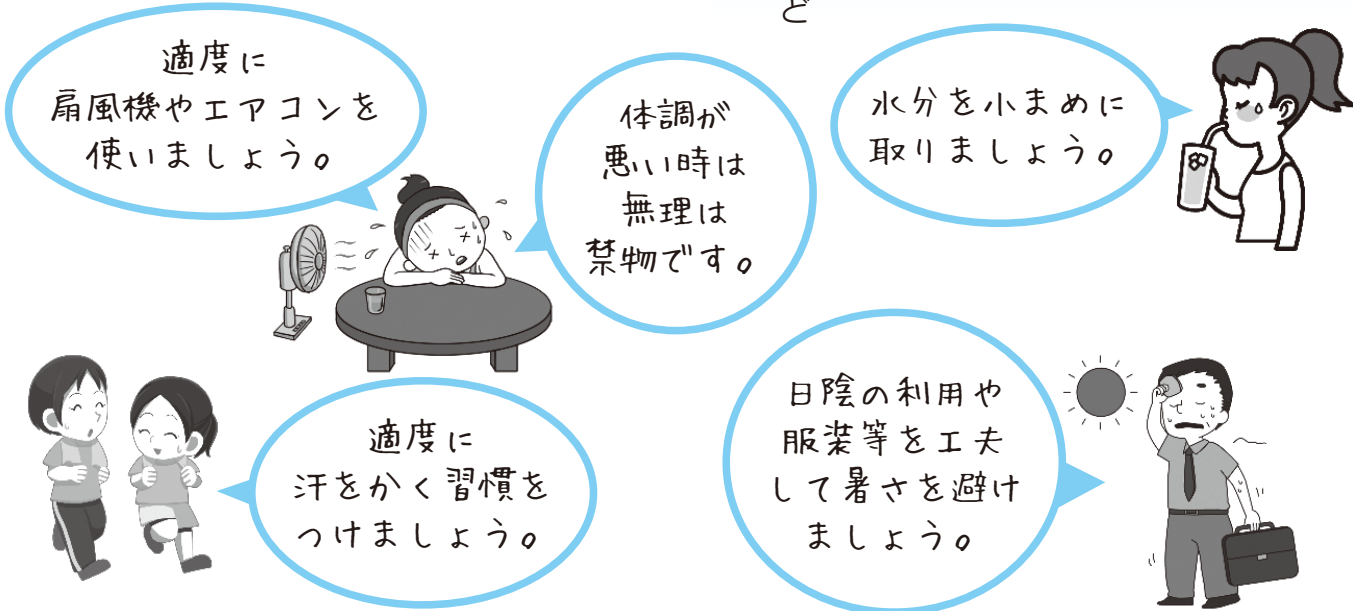 ど
適度に
扇風機やエアコンを
使いましょう。
体調が
悪い時は
無理は
禁物です。
水分を小まめに
取りましょう。
適度に
汗をかく習慣を
つけましょう。
日陰の利用や
服装等を工夫
して暑さを避け
ましょう。